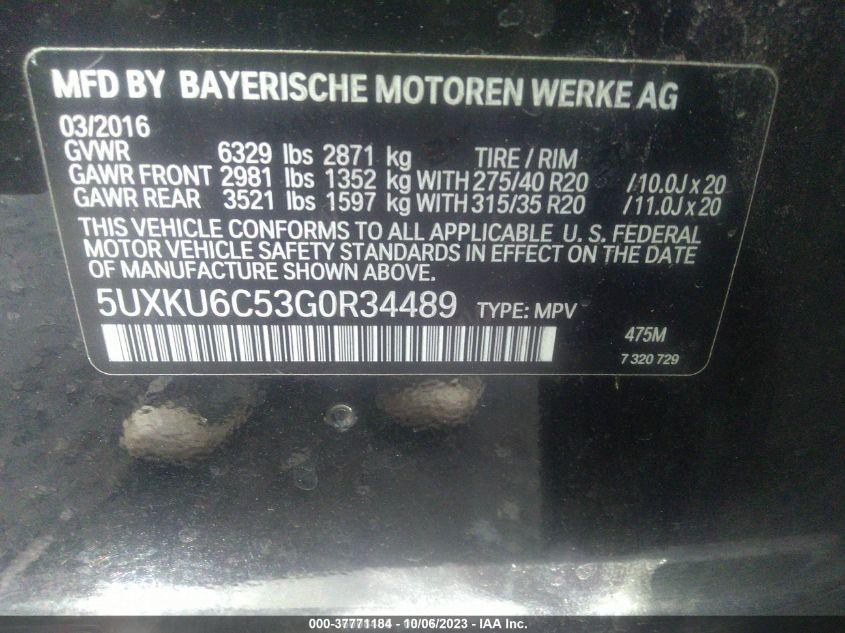 MFD BY BAYERISCHE MOTOREN WERKE AG
03/2016
GVWR 6329 lbs 2871 kg TIRE / RIM
GAWR FRONT 2981 lbs 1352 kg WITH 275/40 R20 /10.0J x 20
GAWR REAR 3521 lbs 1597 kg WITH 315/35 R20 /11.0J x 20
THIS VEHICLE CONFORMS TO ALL APPLICABLE U. S. FEDERAL
MOTOR VEHICLE SAFETY STANDARDS IN EFFECT ON THE DATE
OF MANUFACTURE SHOWN ABOVE.
5UXKU6C53G0R34489 TYPE: MPV
475M
7 320 729
000-37771184 - 10/06/2023 - IAA Inc.